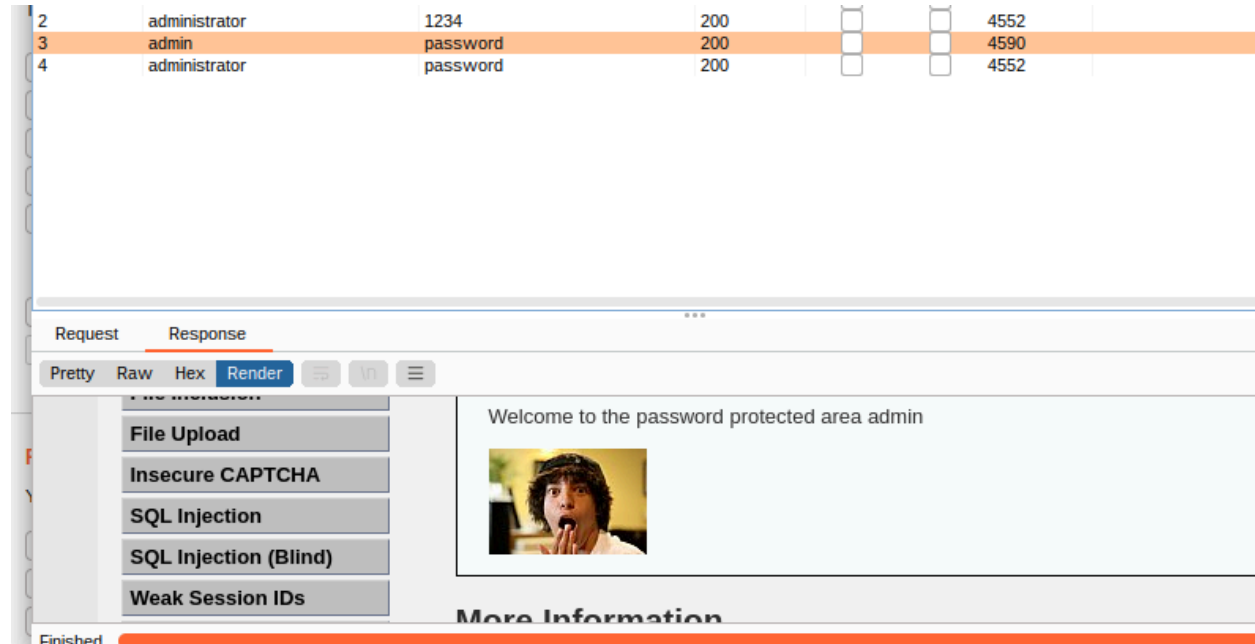 2 administrator 1234 200 4552
3 admin password 200 4590
4 administrator password 200 4552
Request Response
Pretty Raw Hex Render \n
File Inclusion
File Upload
Welcome to the password protected area admin
Insecure CAPTCHA
SQL Injection
SQL Injection (Blind)
Weak Session IDs
More Information
Finished